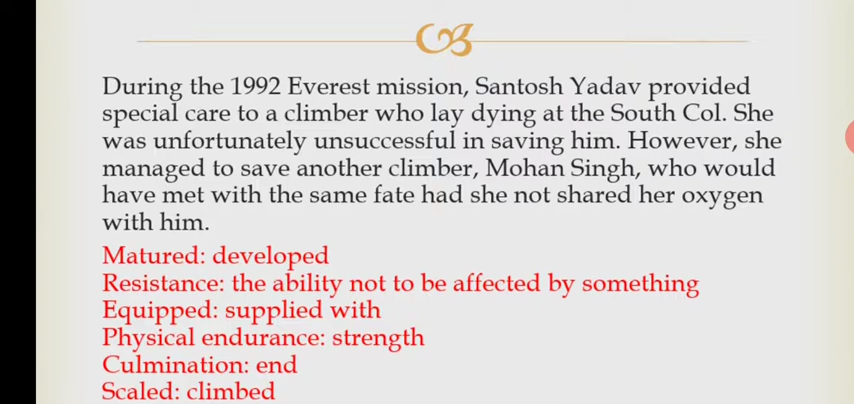 During the 1992 Everest mission, Santosh Yadav provided
special care to a climber who lay dying at the South Col. She
was unfortunately unsuccessful in saving him. However, she
managed to save another climber, Mohan Singh, who would
have met with the same fate had she not shared her oxygen
with him.
Matured: developed
Resistance: the ability not to be affected by something
Equipped: supplied with
Physical endurance: strength
Culmination: end
Scaled: climbed